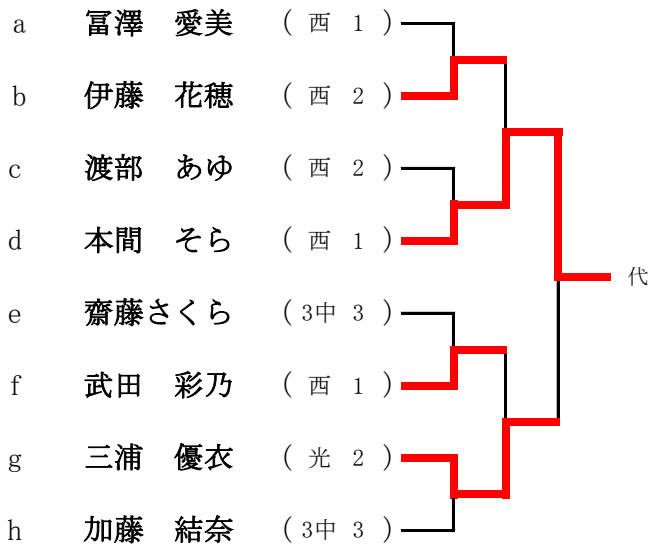 a 冨澤 愛美 ( 西 1 )
b 伊藤 花穂 ( 西 2 )
c 渡部 あゆ ( 西 2 )
d 本間 そら ( 西 1 )
代
e 齋藤さくら ( 3中 3 )
f 武田 彩乃 ( 西 1 )
g 三浦 優衣 ( 光 2 )
h 加藤 結奈 ( 3中 3 )